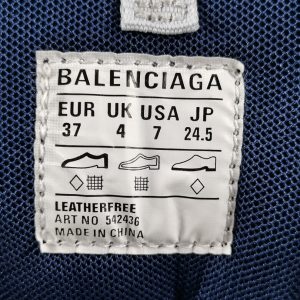 BALENCIAGA
EUR UK USA JP
37 4 7 24.5
LEATHERFREE
ART NO 542436
MADE IN CHINA